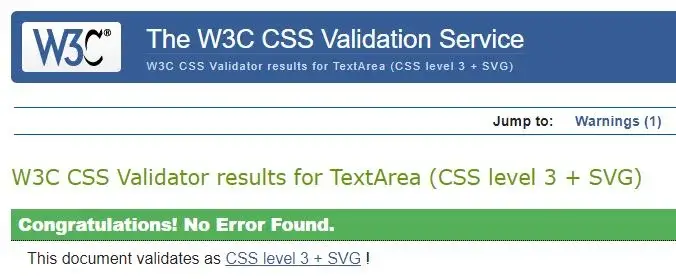 W3C® The W3C CSS Validation Service
W3C CSS Validator results for TextArea (CSS level 3 + SVG)
Jump to: Warnings (1)
W3C CSS Validator results for TextArea (CSS level 3 + SVG)
Congratulations! No Error Found.
This document validates as CSS level 3 + SVG !